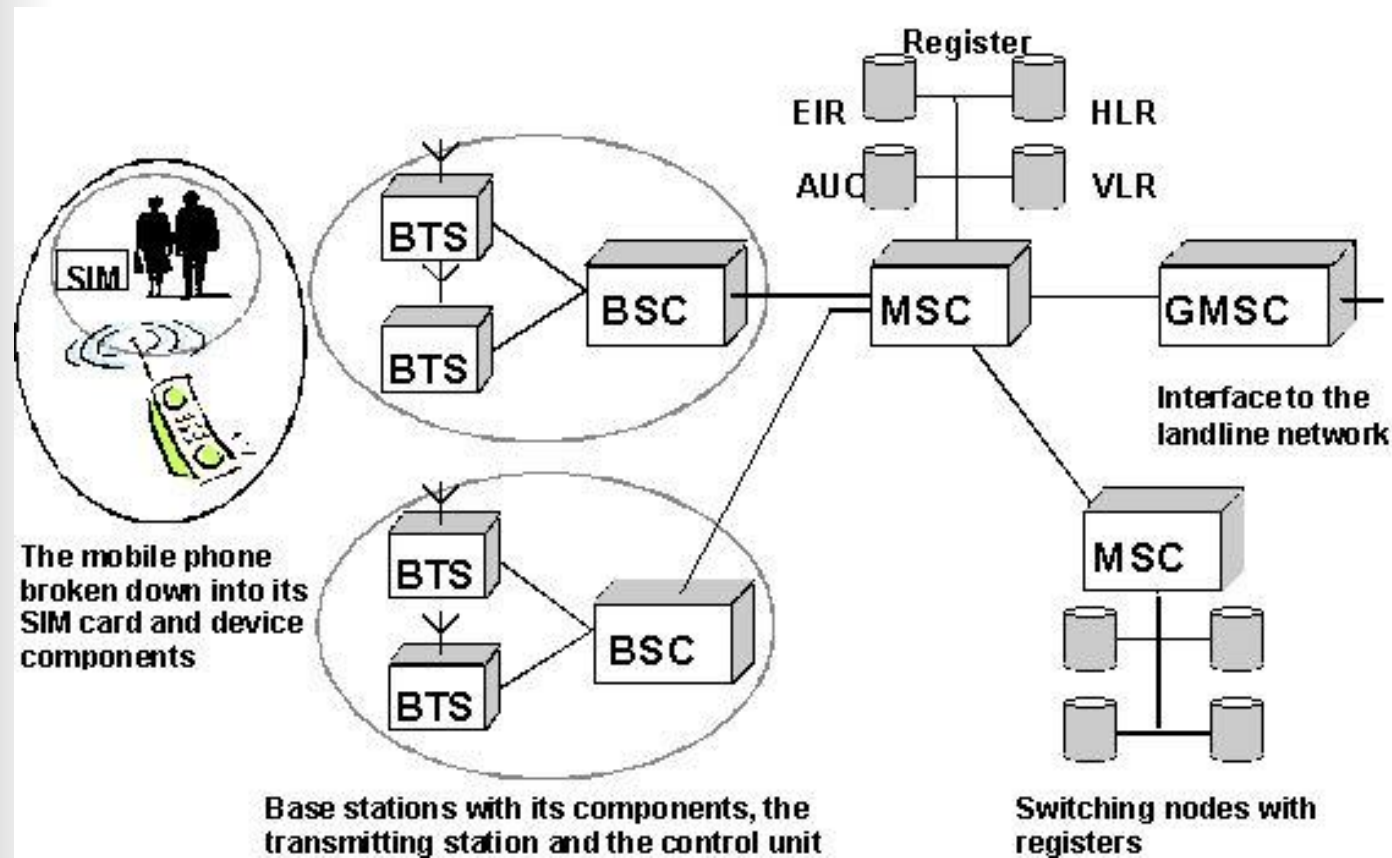 Register
EIR
HLR
AUC
VLR
SIM
BTS
BTS
BSC
MSC
GMSC
Interface to the
landline network
BTS
BTS
BSC
MSC
The mobile phone
broken down into its
SIM card and device
components
Base stations with its components, the
transmitting station and the control unit
Switching nodes with
registers